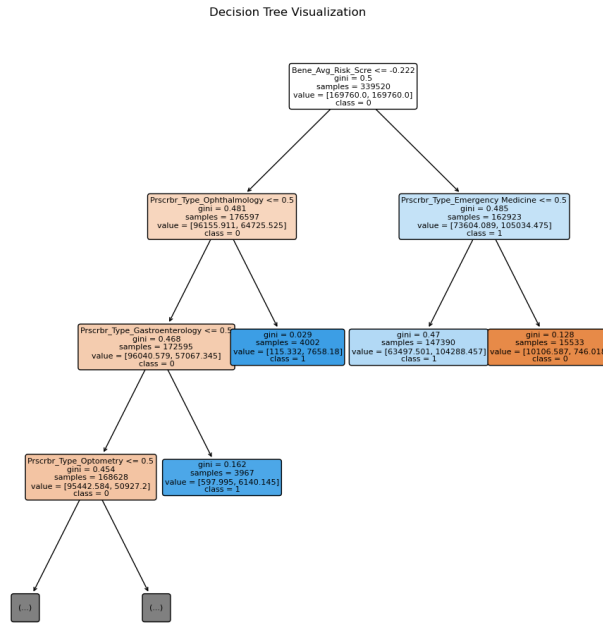 Decision Tree Visualization
Bene_Avg_Risk_Scre <= -0.222
gini = 0.5
samples = 339520
value = [169760.0, 169760.0]
class = 0
Prscrbr_Type_Ophthalmology <= 0.5
gini = 0.481
samples = 176597
value = [96155.911, 64725.525]
class = 0
Prscrbr_Type_Emergency Medicine <= 0.5
gini = 0.485
samples = 162923
value = [73604.089, 105034.475]
class = 1
Prscrbr_Type_Gastroenterology <= 0.5
gini = 0.468
samples = 172595
value = [96040.579, 57067.345]
class = 0
gini = 0.029
samples = 4002
value = [115.332, 7658.18]
class = 1
gini = 0.47
samples = 147390
value = [63497.501, 104288.457]
class = 1
gini = 0.128
samples = 15533
value = [10106.587, 746.018
class = 0
Prscrbr_Type_Optometry <= 0.5
gini = 0.454
samples = 168628
value = [95442.584, 50927.2]
class = 0
gini = 0.162
samples = 3967
value = [597.995, 6140.145]
class = 1
(...)
(...)